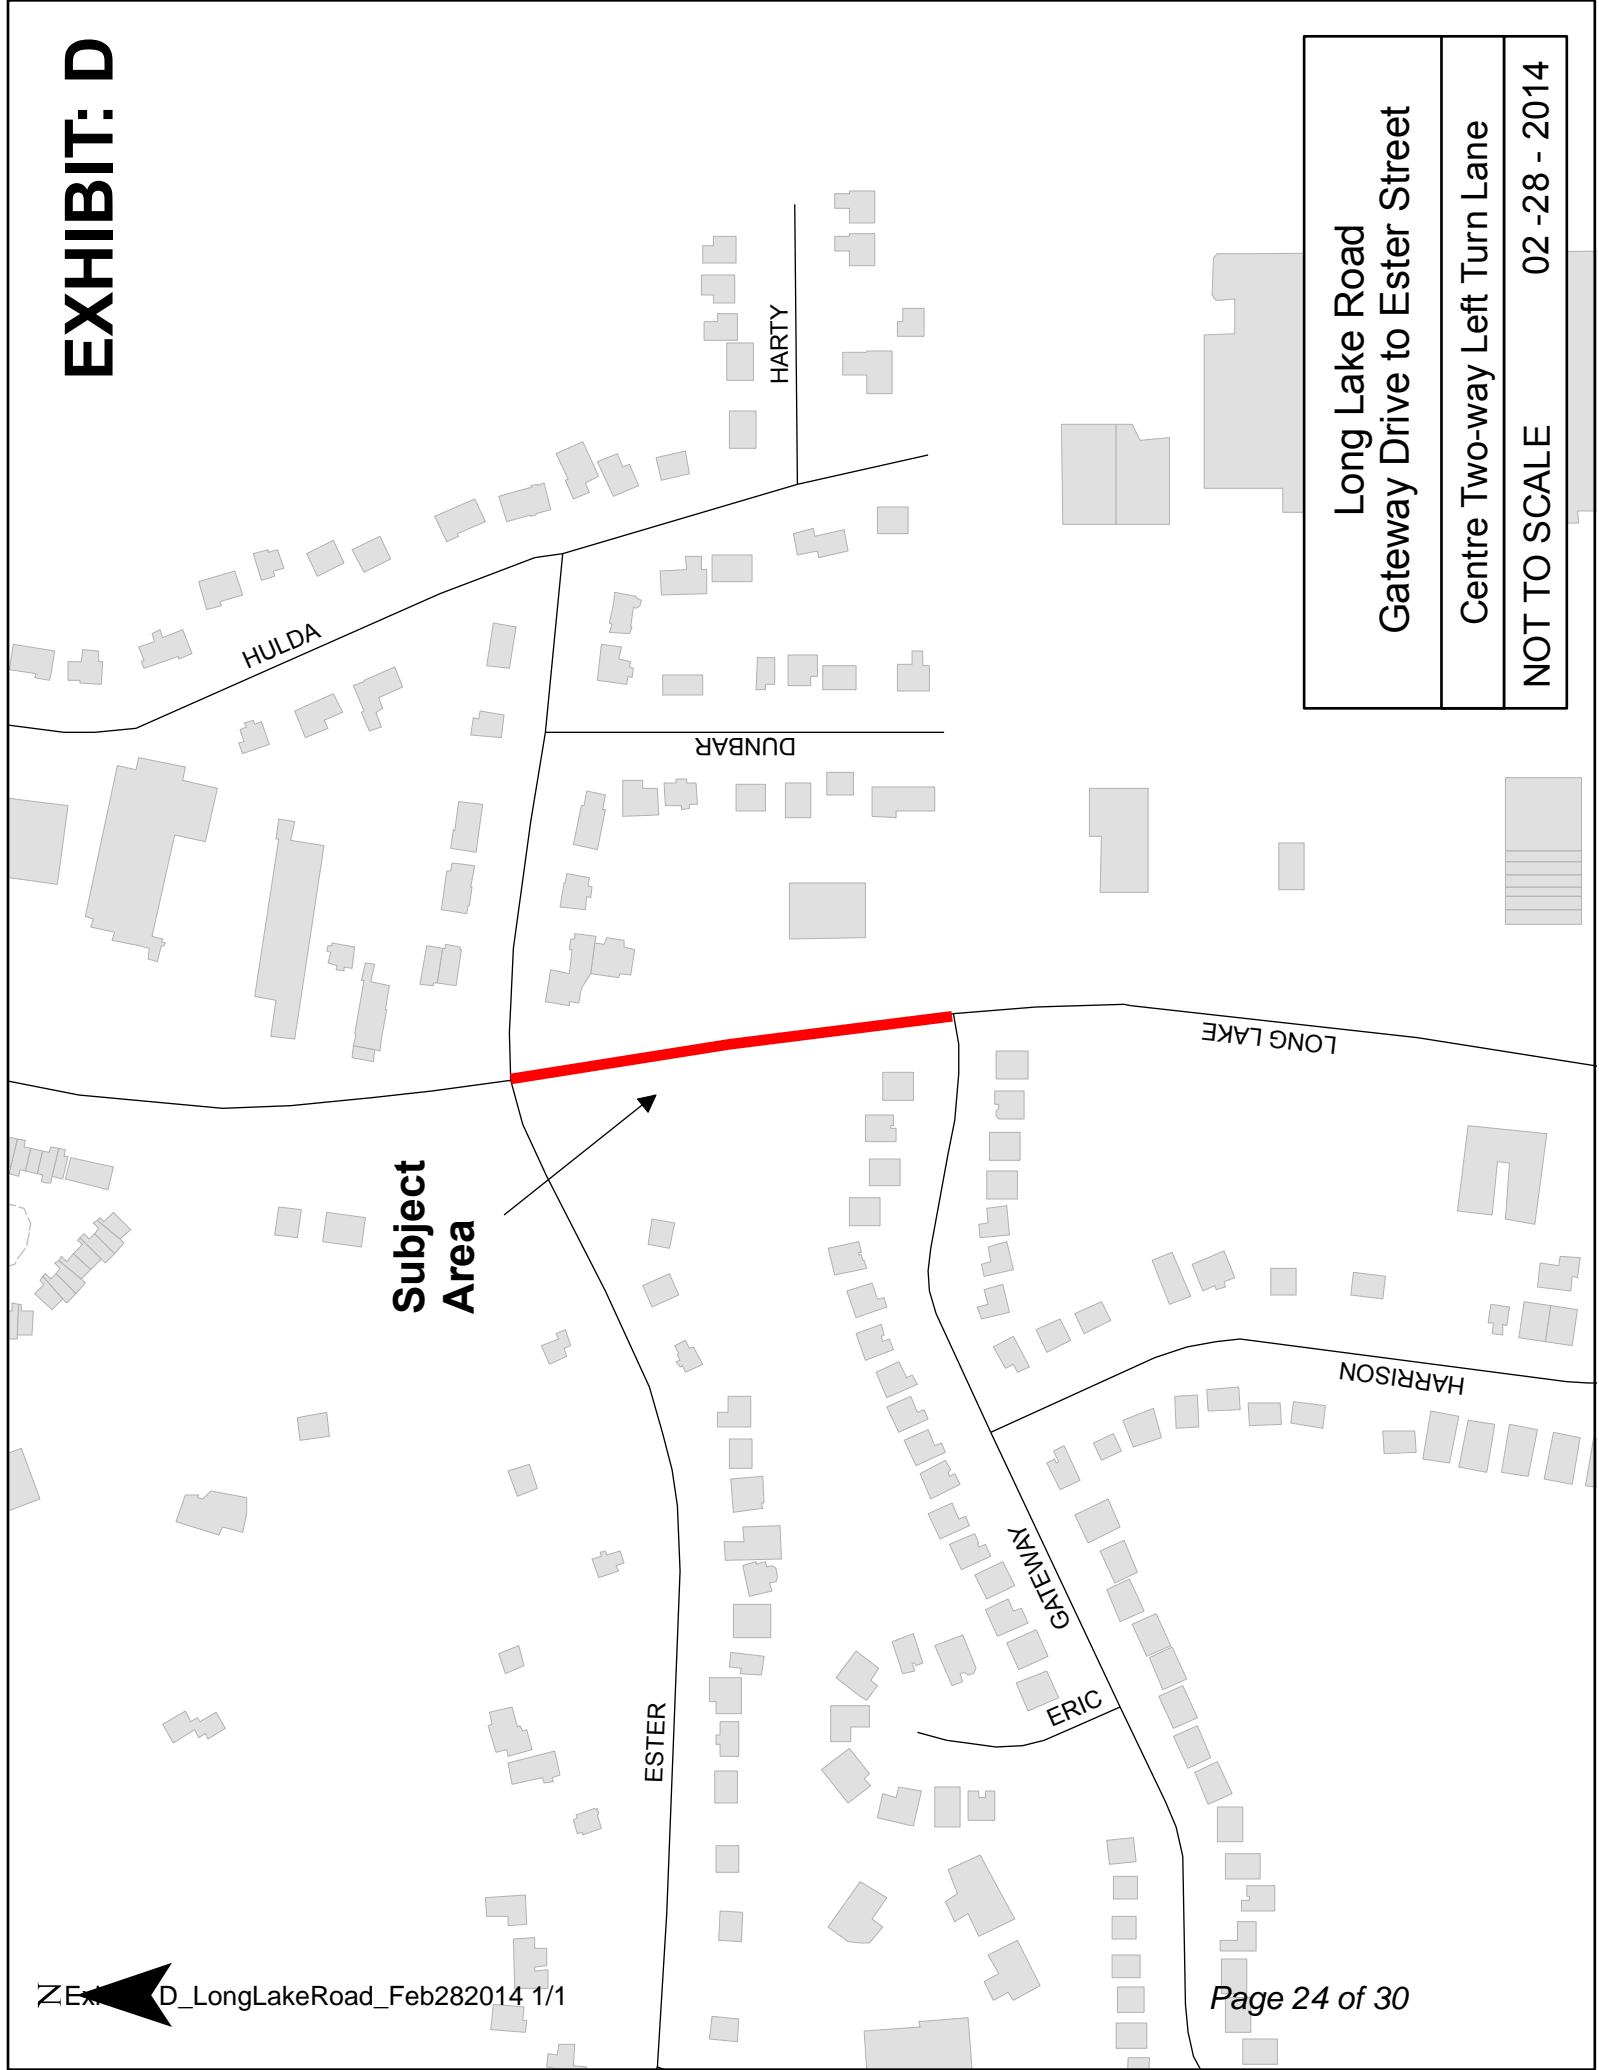 EXHIBIT: D
HULDA
HARTY
DUNBAR
LONG LAKE
Subject
Area
HARRISON
GATEWAY
ERIC
ESTER
Long Lake Road
Gateway Drive to Ester Street
Centre Two-way Left Turn Lane
NOT TO SCALE 02 -28 - 2014
N
D_LongLakeRoad_Feb282014 1/1
Page 24 of 30